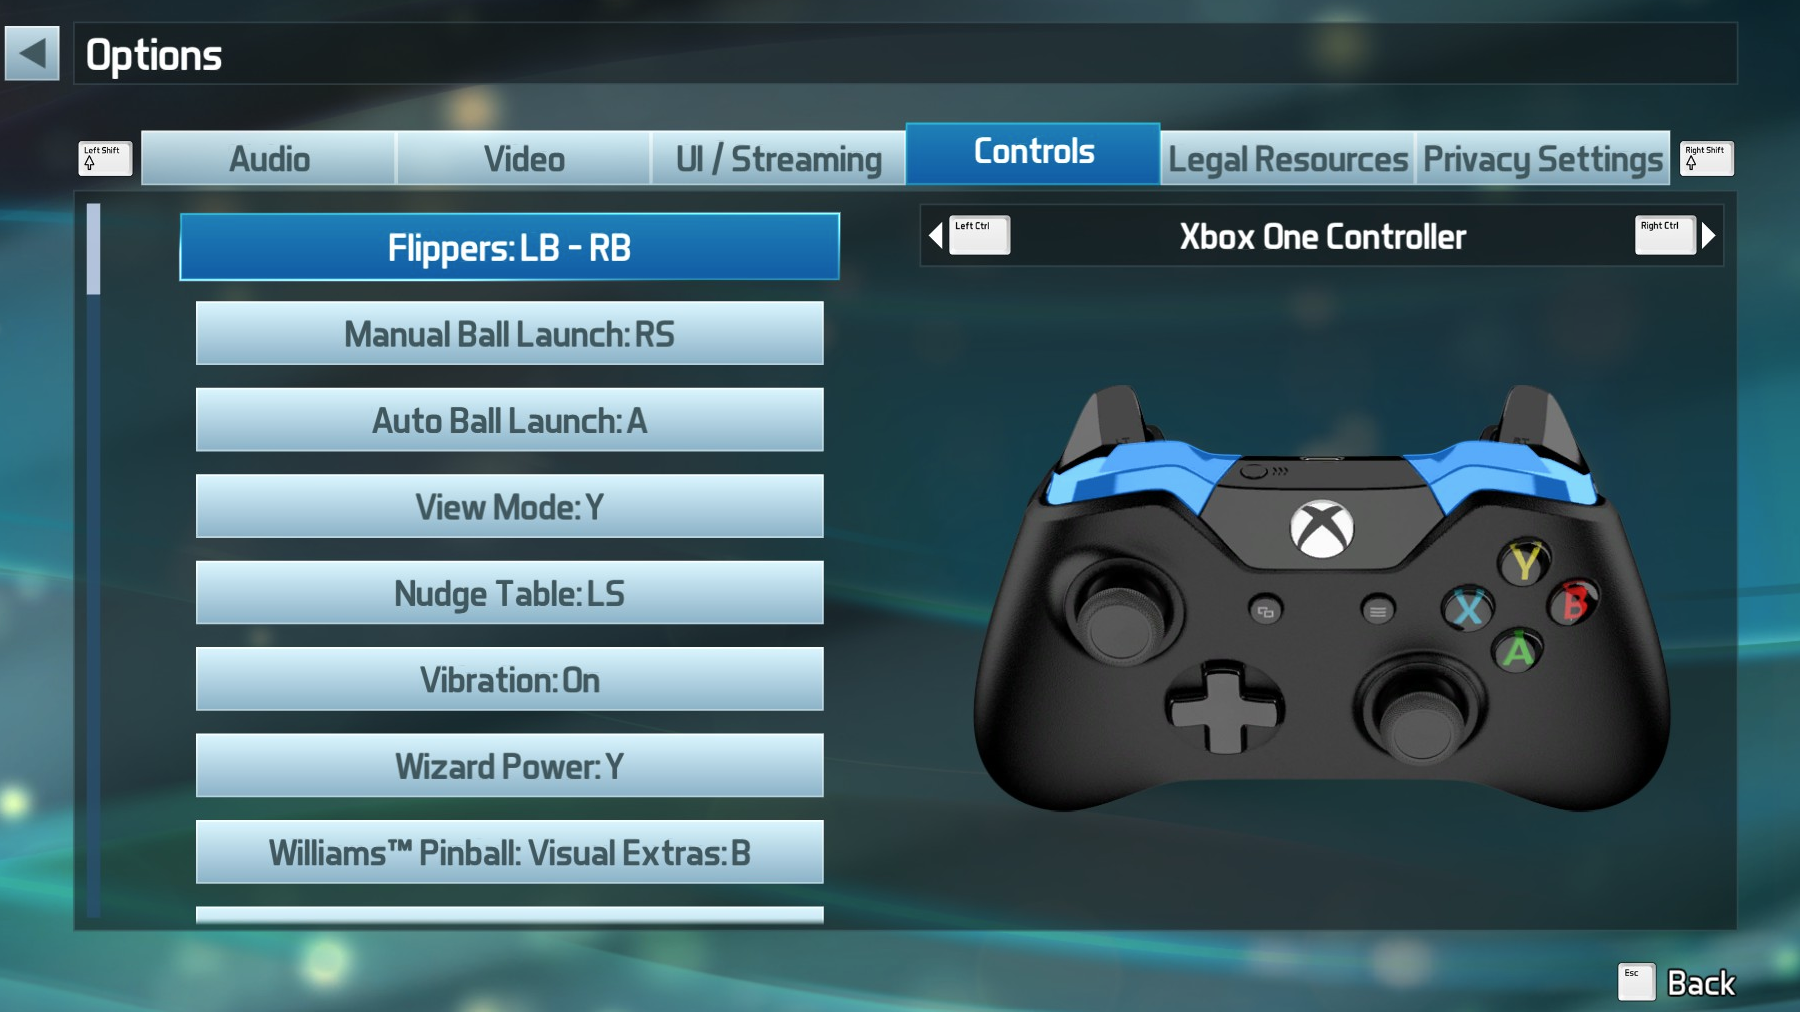 Options
Left Shift
Audio
Video
UI / Streaming
Controls
Legal Resources
Privacy Settings
Right Shift
Flippers: LB - RB
Manual Ball Launch: RS
Auto Ball Launch: A
View Mode: Y
Nudge Table: LS
Vibration: On
Wizard Power: Y
Williams™ Pinball: Visual Extras: B
Left Ctrl
Xbox One Controller
Right Ctrl
LT
RT
Y
X
B
A
Esc
Back